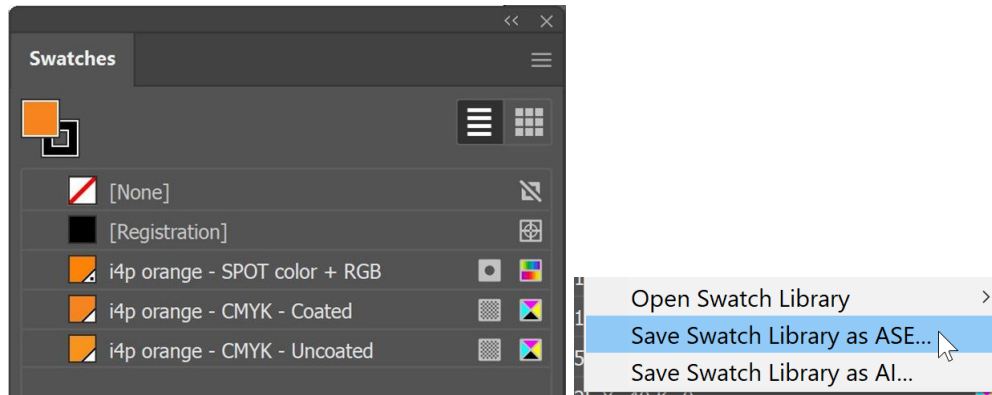 Swatches
[None]
[Registration]
i4p orange - SPOT color + RGB
i4p orange - CMYK - Coated
i4p orange - CMYK - Uncoated
Open Swatch Library
Save Swatch Library as ASE...
Save Swatch Library as AI...